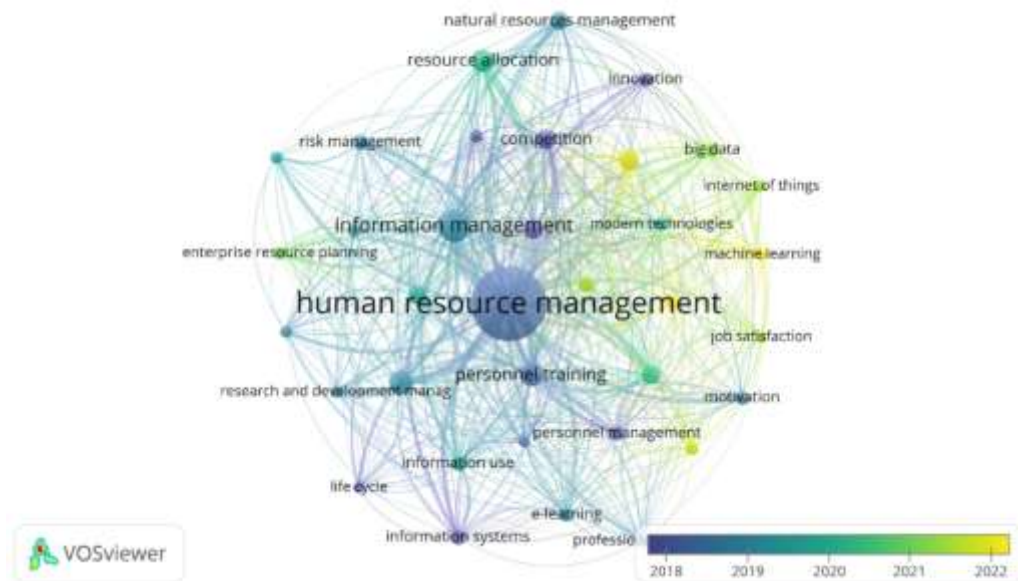 natural resources management
resource allocation
innovation
competition
risk management
big data
internet of things
information management
modern technologies
enterprise resource planning
machine learning
human resource management
job satisfaction
personnel training
research and development manag
motivation
personnel management
information use
life cycle
e-learning
information systems
professio
VOSviewer
2018 2019 2020 2021 2022